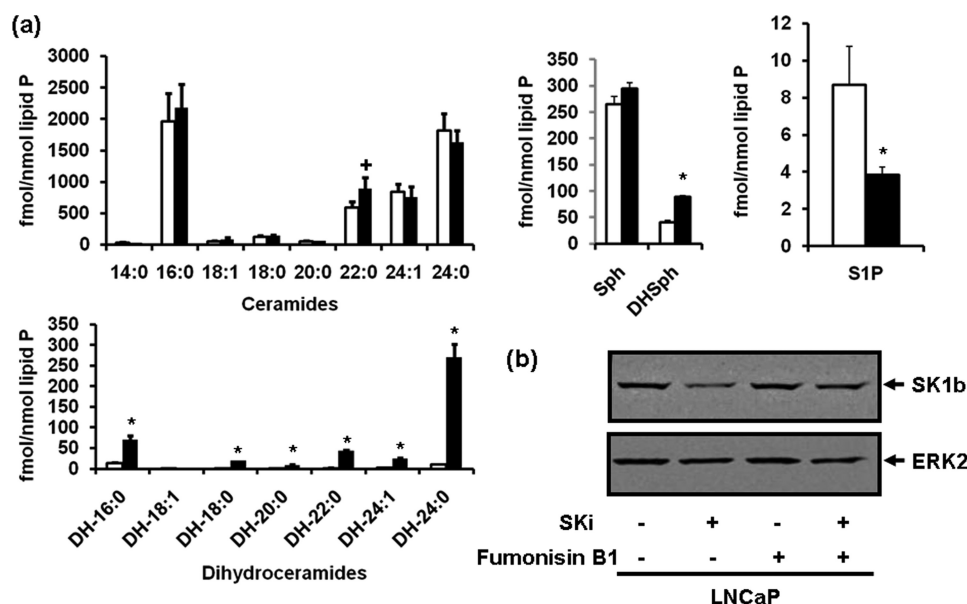 (a)
fmol/nmol lipid P
3000
2500
2000
1500
1000
500
0
+
14:0 16:0 18:1 18:0 20:0 22:0 24:1 24:0
Ceramides
fmol/nmol lipid P
350
300
250
200
150
100
50
0
*
Sph DHSph
fmol/nmol lipid P
12
10
8
6
4
2
0
*
S1P
fmol/nmol lipid P
350
300
250
200
150
100
50
0
* * * * * *
DH-16:0 DH-18:1 DH-18:0 DH-20:0 DH-22:0 DH-24:1 DH-24:0
Dihydroceramides
(b)
SK1b
ERK2
SKi - + - +
Fumonisin B1 - - + +
LNCaP